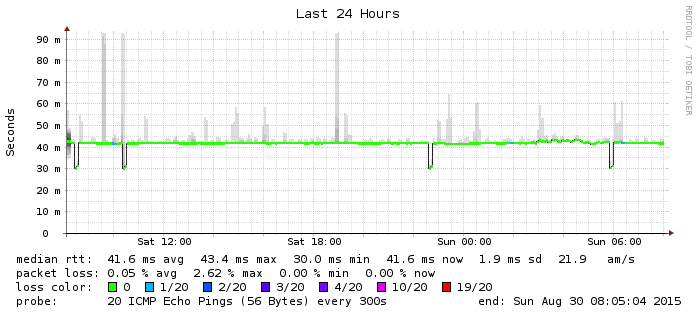 Last 24 Hours
RRDTOOL / TOBI OETIKER
90 m
80 m
70 m
60 m
50 m
40 m
30 m
20 m
10 m
0
Seconds
Sat 12:00 Sat 18:00 Sun 00:00 Sun 06:00
median rtt: 41.6 ms avg 43.4 ms max 30.0 ms min 41.6 ms now 1.9 ms sd 21.9 am/s
packet loss: 0.05 % avg 2.62 % max 0.00 % min 0.00 % now
loss color: 0 1/20 2/20 3/20 4/20 10/20 19/20
probe: 20 ICMP Echo Pings (56 Bytes) every 300s end: Sun Aug 30 08:05:04 2015